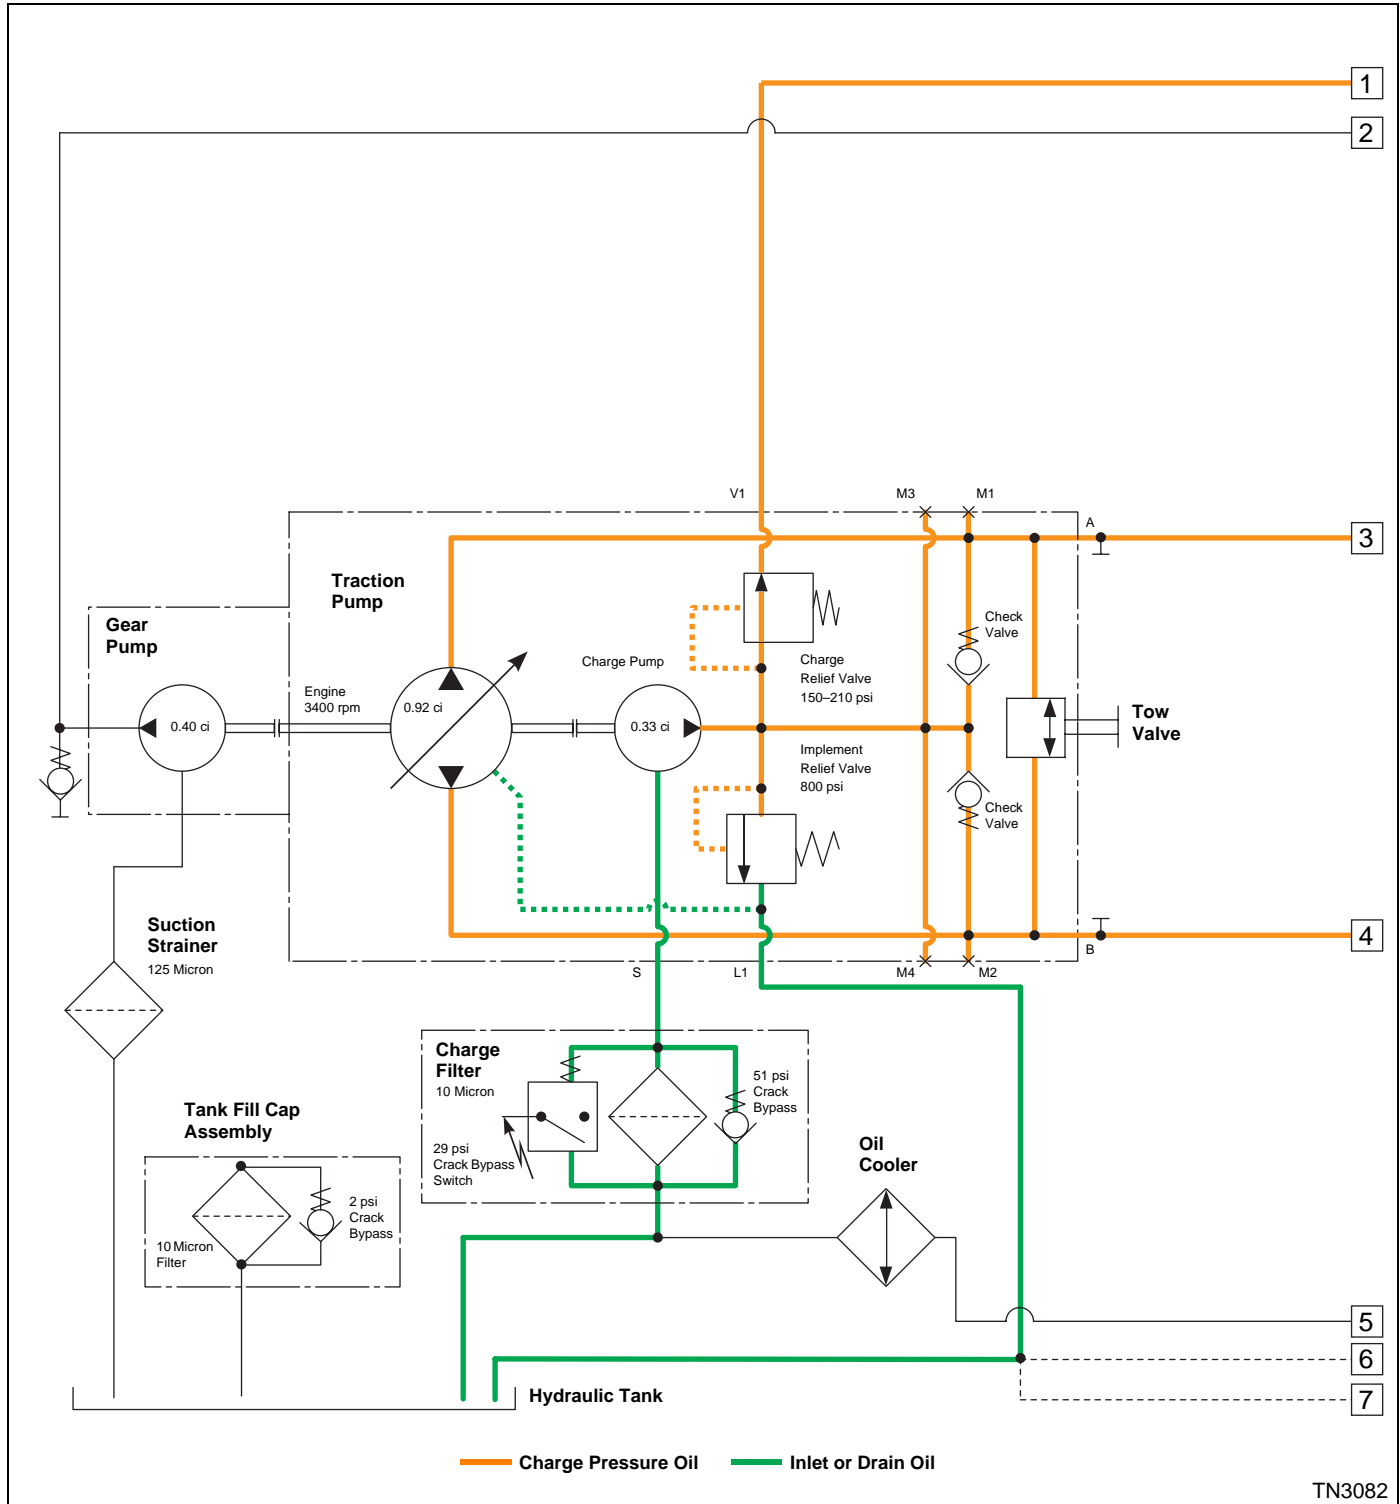 1
2
V1
M3
M1
A
3
Traction
Pump
Gear
Pump
Check
Valve
Charge Pump
Charge
Relief Valve
150–210 psi
Engine
3400 rpm
0.40 ci
0.92 ci
0.33 ci
Tow
Valve
Implement
Relief Valve
800 psi
Check
Valve
Suction
Strainer
125 Micron
4
B
S
L1
M4
M2
Charge
Filter
10 Micron
51 psi
Crack
Bypass
29 psi
Crack Bypass
Switch
Tank Fill Cap
Assembly
Oil
Cooler
2 psi
Crack
Bypass
10 Micron
Filter
5
6
7
Hydraulic Tank
Charge Pressure Oil
Inlet or Drain Oil
TN3082